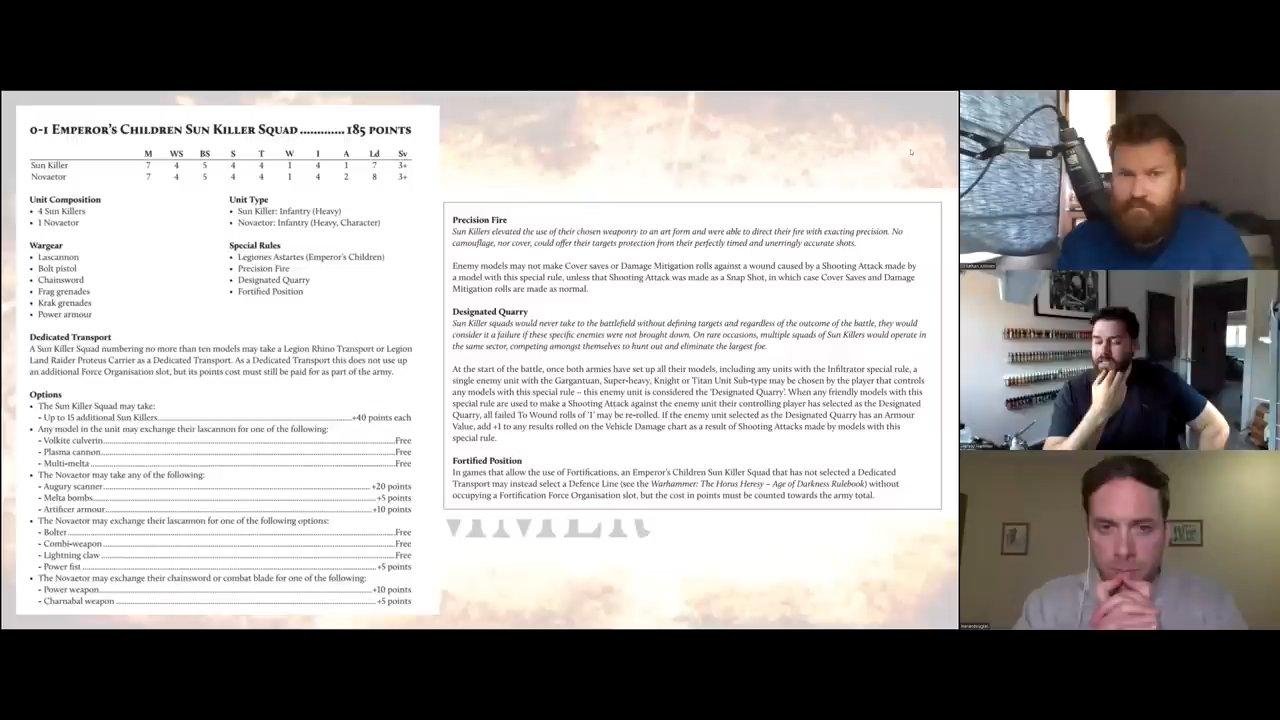 0-1 Emperor's Children Sun Killer Squad ............ 185 points
M WS BS S T W I A Ld Sv
Sun Killer 7 4 5 4 4 1 4 1 7 3+
Novaetor 7 4 5 4 4 1 4 2 8 3+
Unit Composition
• 4 Sun Killers
• 1 Novaetor
Unit Type
• Sun Killer: Infantry (Heavy)
• Novaetor: Infantry (Heavy, Character)
Wargear
• Lascannon
• Bolt pistol
• Chainsword
• Frag grenades
• Krak grenades
• Power armour
Special Rules
• Legiones Astartes (Emperor's Children)
• Precision Fire
• Designated Quarry
• Fortified Position
Dedicated Transport
A Sun Killer Squad numbering no more than ten models may take a Legion Rhino Transport or Legion
Land Raider Proteus Carrier as a Dedicated Transport. As a Dedicated Transport this does not use up
an additional Force Organisation slot, but its points cost must still be paid for as part of the army.
Options
• The Sun Killer Squad may take:
- Up to 15 additional Sun Killers....................+40 points each
• Any model in the unit may exchange their lascannon for one of the following:
- Volkite culverin....................Free
- Plasma cannon....................Free
- Multi-melta....................Free
• The Novaetor may take any of the following:
- Augury scanner....................+20 points
- Melta bombs....................+5 points
- Artificer armour....................+10 points
• The Novaetor may exchange their lascannon for one of the following options:
- Bolter....................Free
- Combi-weapon....................Free
- Lightning claw....................Free
- Power fist....................+5 points
• The Novaetor may exchange their chainsword or combat blade for one of the following:
- Power weapon....................+10 points
- Charnabal weapon....................+5 points
Precision Fire
Sun Killers elevated the use of their chosen weaponry to an art form and were able to direct their fire with exacting precision. No
camouflage, nor cover, could offer their targets protection from their perfectly timed and unerringly accurate shots.
Enemy models may not make Cover saves or Damage Mitigation rolls against a wound caused by a Shooting Attack made by
a model with this special rule, unless that Shooting Attack was made as a Snap Shot, in which case Cover Saves and Damage
Mitigation rolls are made as normal.
Designated Quarry
Sun Killer squads would never take to the battlefield without defining targets and regardless of the outcome of the battle, they would
consider it a failure if these specific enemies were not brought down. On rare occasions, multiple squads of Sun Killers would operate in
the same sector, competing amongst themselves to hunt out and eliminate the largest foe.
At the start of the battle, once both armies have set up all their models, including any units with the Infiltrator special rule, a
single enemy unit with the Gargantuan, Super-heavy, Knight or Titan Unit Sub-type may be chosen by the player that controls
any models with this special rule – this enemy unit is considered the 'Designated Quarry'. When any friendly models with this
special rule are used to make a Shooting Attack against the enemy unit their controlling player has selected as the Designated
Quarry, all failed To Wound rolls of '1' may be re-rolled. If the enemy unit selected as the Designated Quarry has an Armour
Value, add +1 to any results rolled on the Vehicle Damage chart as a result of Shooting Attacks made by models with this
special rule.
Fortified Position
In games that allow the use of Fortifications, an Emperor's Children Sun Killer Squad that has not selected a Dedicated
Transport may instead select a Defence Line (see the Warhammer: The Horus Heresy – Age of Darkness Rulebook) without
occupying a Fortification Force Organisation slot, but the cost in points must be counted towards the army total.